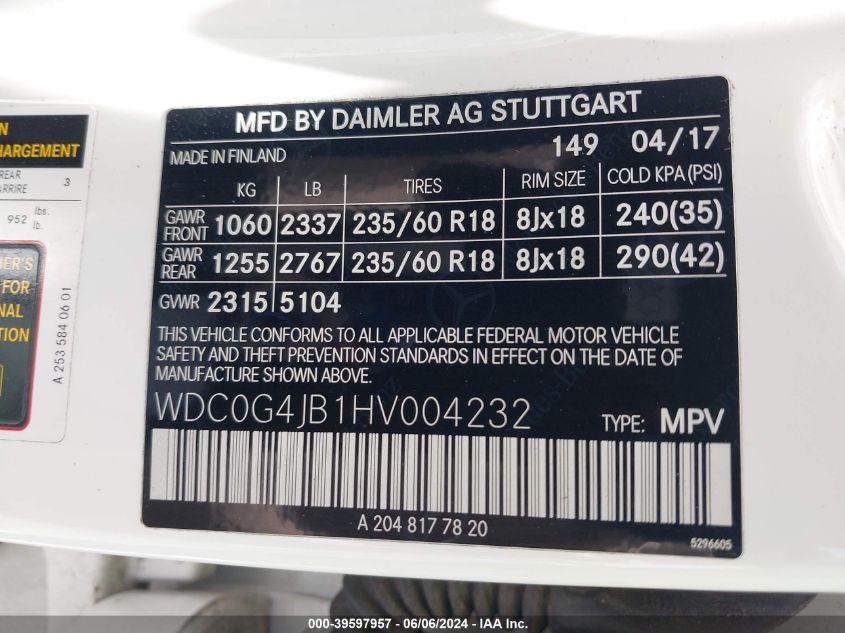 N
HARGEMENT
REAR
ARRIRE 3
952 lbs.
lb.
ER'S
FOR
NAL
TION
A 253 584 06 01
MFD BY DAIMLER AG STUTTGART
MADE IN FINLAND 149 04/17
KG LB TIRES RIM SIZE COLD KPA (PSI)
GAWR FRONT 1060 2337 235/60 R18 8Jx18 240(35)
GAWR REAR 1255 2767 235/60 R18 8Jx18 290(42)
GVWR 2315 5104
THIS VEHICLE CONFORMS TO ALL APPLICABLE FEDERAL MOTOR VEHICLE
SAFETY AND THEFT PREVENTION STANDARDS IN EFFECT ON THE DATE OF
MANUFACTURE SHOWN ABOVE.
WDC0G4JB1HV004232 TYPE: MPV
A 204 817 78 20
5296605
000-39597957 - 06/06/2024 - IAA Inc.